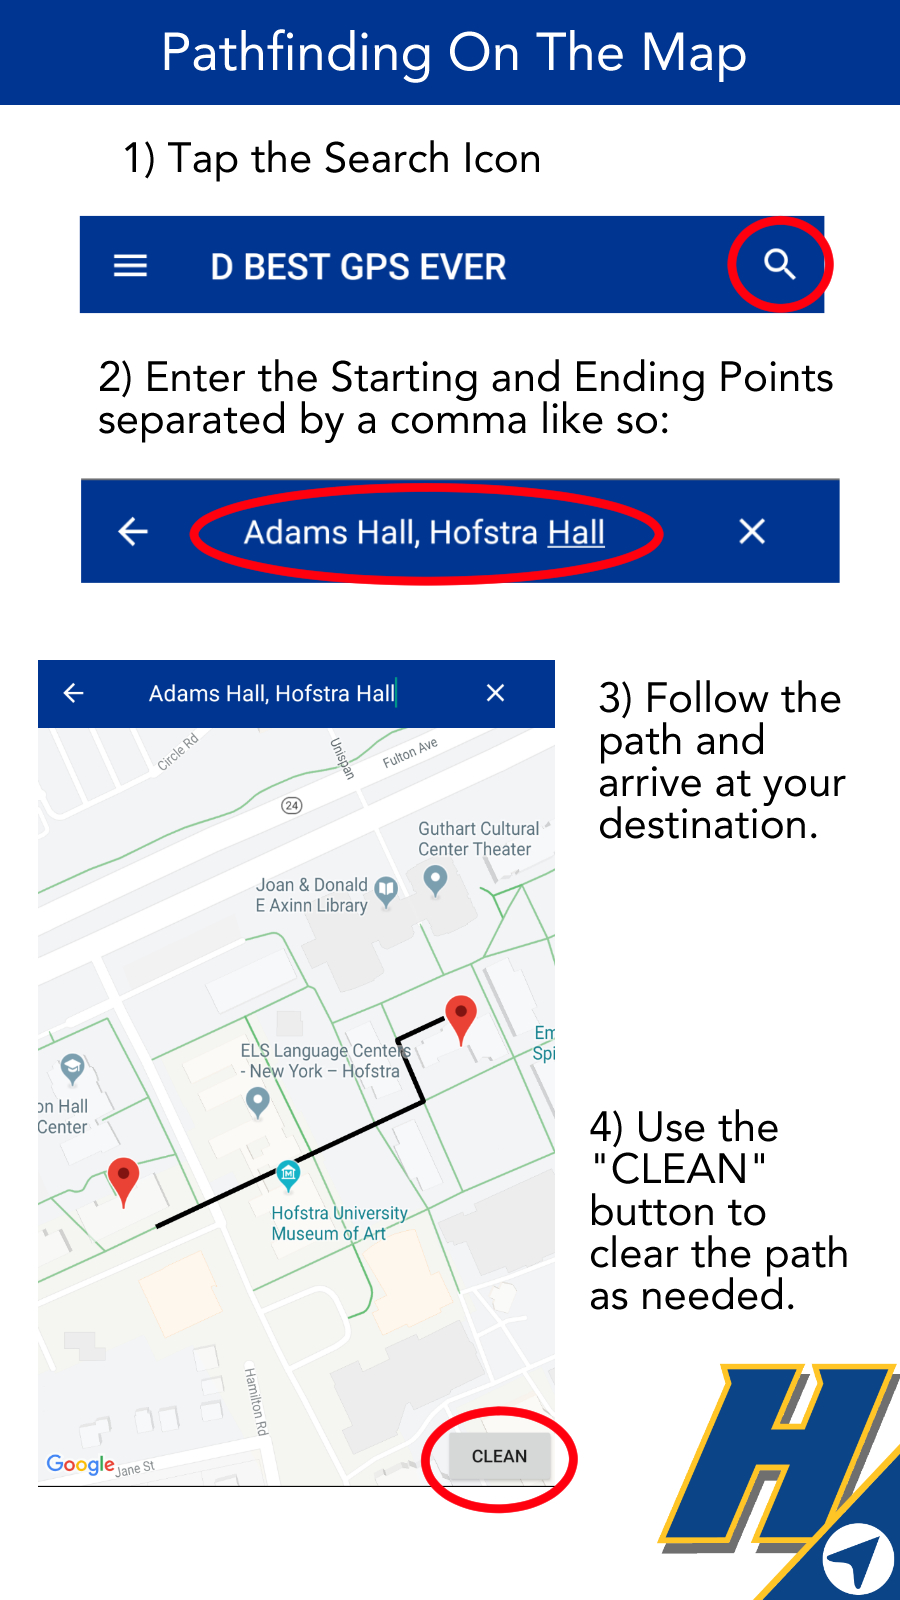 Pathfinding On The Map
1) Tap the Search Icon
D BEST GPS EVER
2) Enter the Starting and Ending Points
separated by a comma like so:
Adams Hall, Hofstra Hall
Adams Hall, Hofstra Hall
3) Follow the
path and
arrive at your
destination.
Circle Rd
Unispan
Fulton Ave
24
Guthart Cultural
Center Theater
Joan & Donald
E Axinn Library
Em
Spi
ELS Language Centers
- New York – Hofstra
on Hall
Center
Hofstra University
Museum of Art
4) Use the
"CLEAN"
button to
clear the path
as needed.
Hamilton Rd
CLEAN
Google
Jane St
H